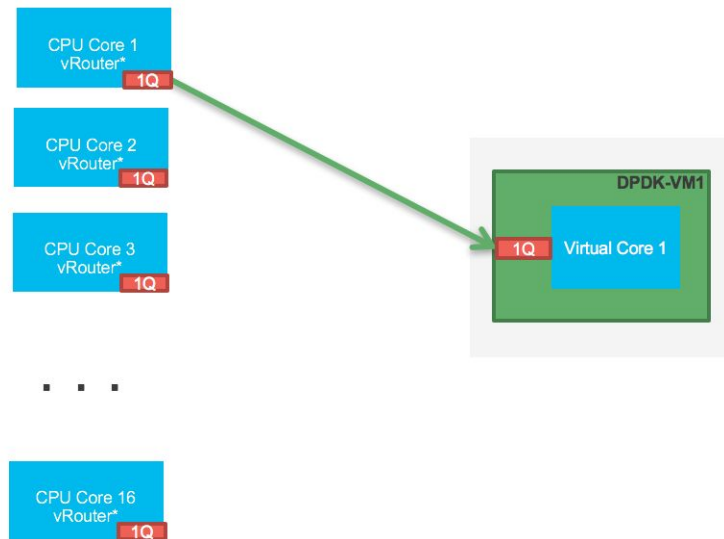 CPU Core 1
vRouter*
1Q
CPU Core 2
vRouter*
1Q
CPU Core 3
vRouter*
1Q
. . .
CPU Core 16
vRouter*
1Q
DPDK-VM1
1Q
Virtual Core 1